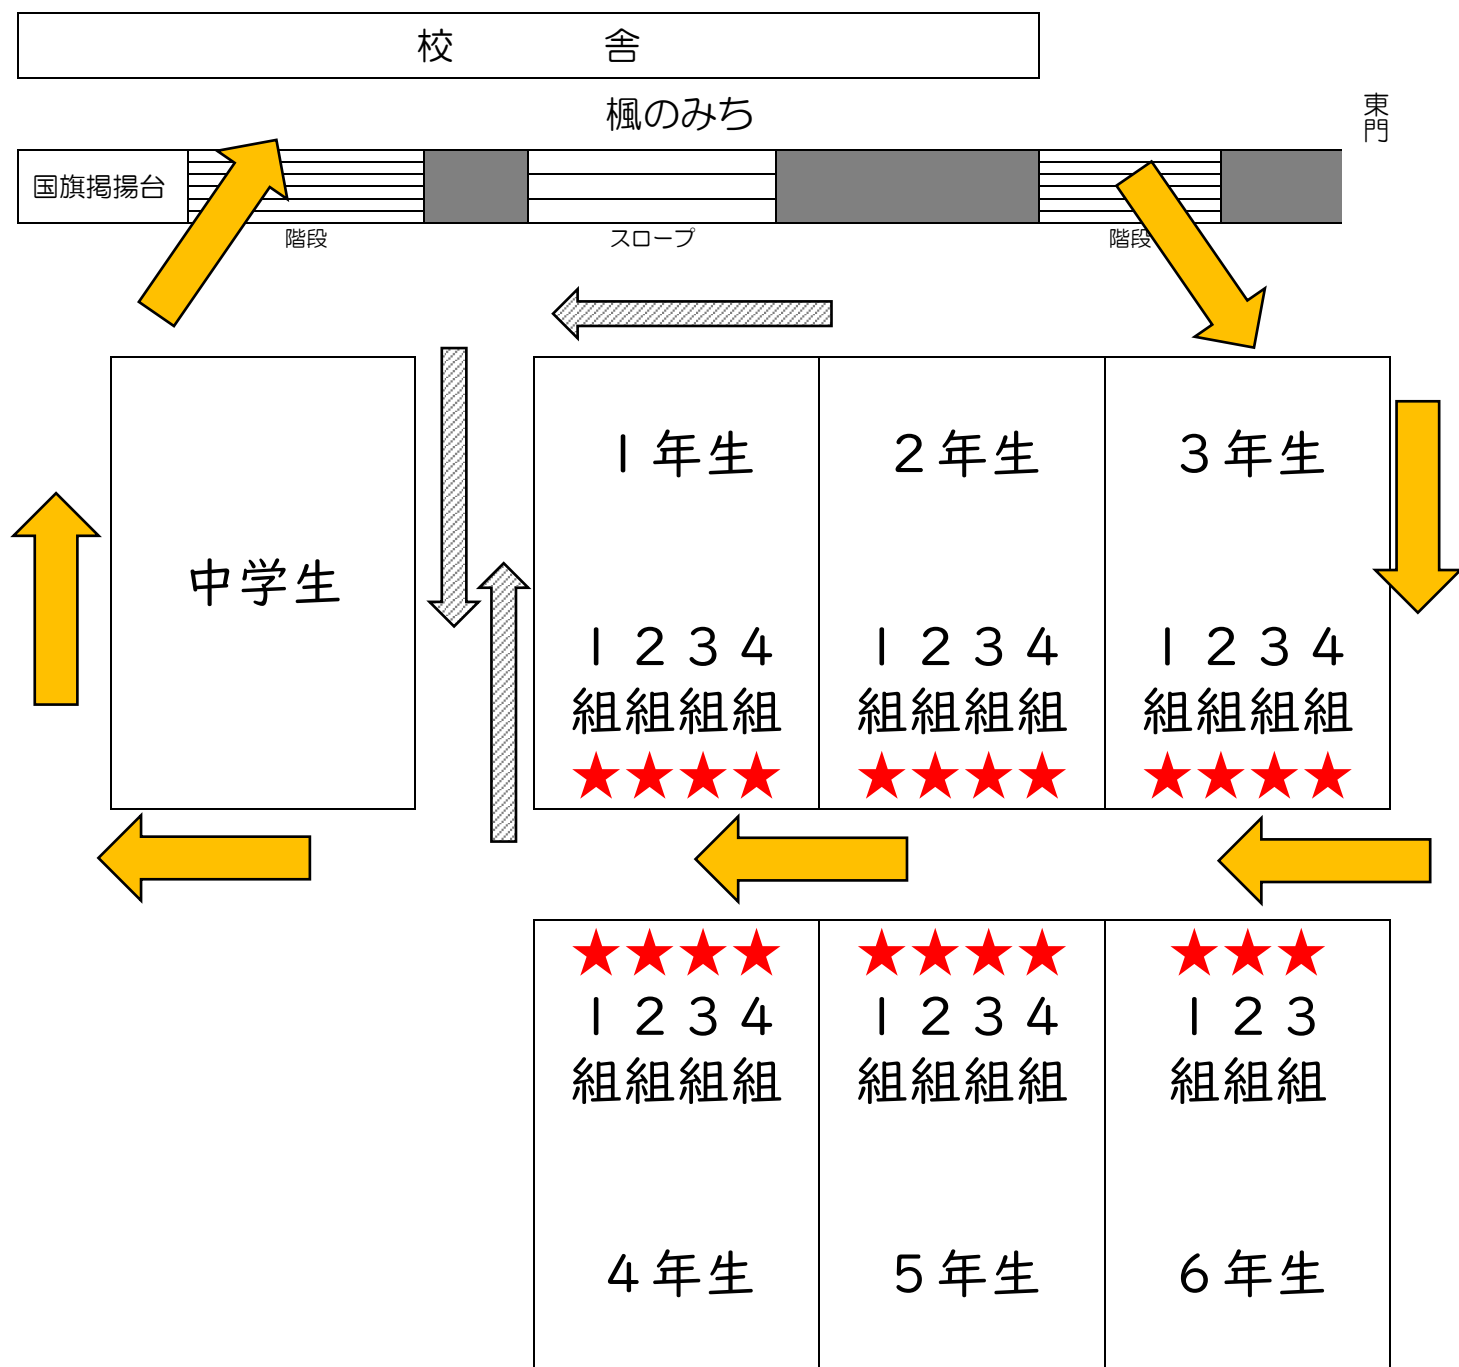 校　　　舎
楓のみち
東門
国旗掲揚台
階段　スロープ　階段
１年生　２年生　３年生
中学生
１２３４　１２３４　１２３４
組組組組　組組組組　組組組組
★★★★　★★★★　★★★★
★★★★　★★★★　★★★
１２３４　１２３４　１２３
組組組組　組組組組　組組組
４年生　５年生　６年生